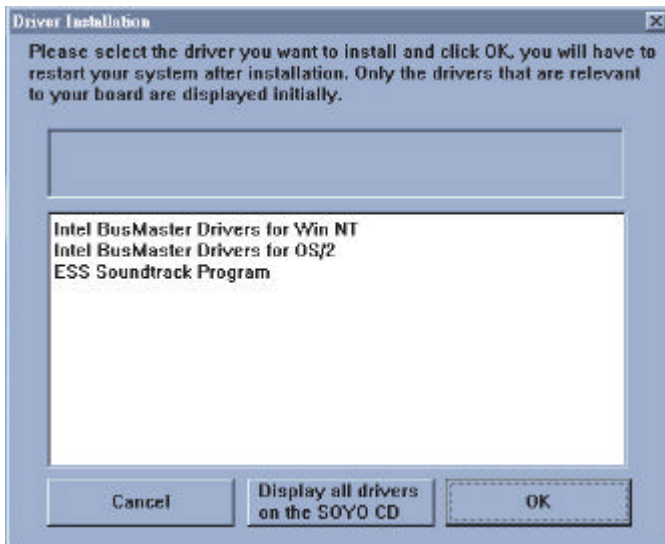 Driver Installation
Please select the driver you want to install and click OK, you will have to
restart your system after installation. Only the drivers that are relevant
to your board are displayed initially.
Intel BusMaster Drivers for Win NT
Intel BusMaster Drivers for OS/2
ESS Soundtrack Program
Cancel
Display all drivers
on the SOYO CD
OK